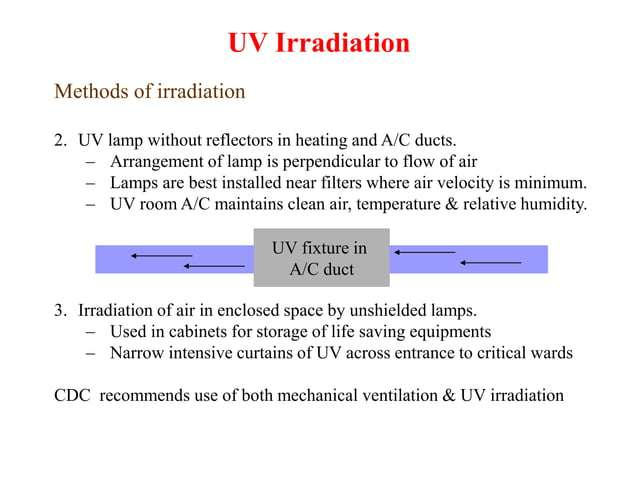 UV Irradiation
Methods of irradiation
2. UV lamp without reflectors in heating and A/C ducts.
– Arrangement of lamp is perpendicular to flow of air
– Lamps are best installed near filters where air velocity is minimum.
– UV room A/C maintains clean air, temperature & relative humidity.
UV fixture in
A/C duct
3. Irradiation of air in enclosed space by unshielded lamps.
– Used in cabinets for storage of life saving equipments
– Narrow intensive curtains of UV across entrance to critical wards
CDC recommends use of both mechanical ventilation & UV irradiation